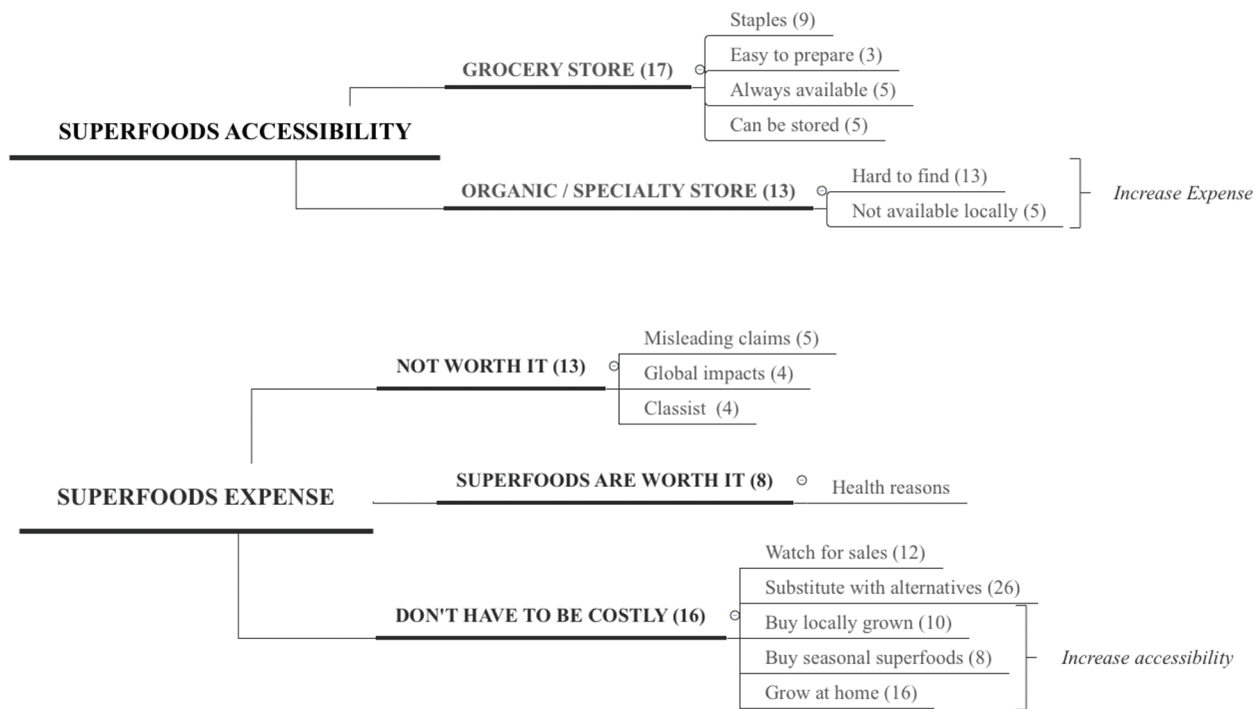 Staples (9)
Easy to prepare (3)
GROCERY STORE (17)
Always available (5)
Can be stored (5)
SUPERFOODS ACCESSIBILITY
Hard to find (13)
ORGANIC / SPECIALTY STORE (13)
Not available locally (5)
Increase Expense
Misleading claims (5)
NOT WORTH IT (13)
Global impacts (4)
Classist (4)
SUPERFOODS EXPENSE
SUPERFOODS ARE WORTH IT (8)
Health reasons
Watch for sales (12)
Substitute with alternatives (26)
DON'T HAVE TO BE COSTLY (16)
Buy locally grown (10)
Buy seasonal superfoods (8)
Grow at home (16)
Increase accessibility